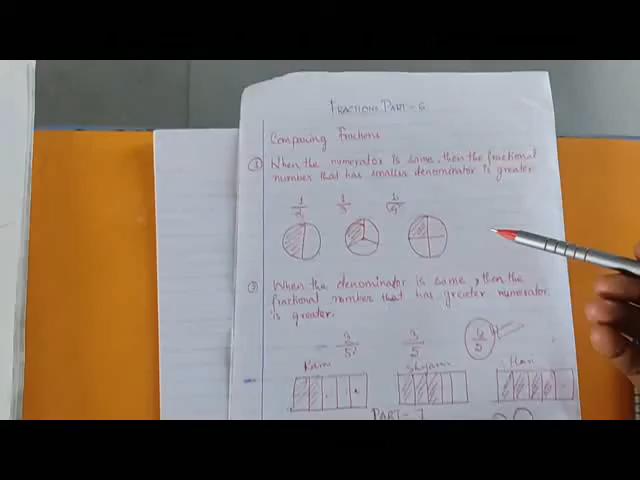 FRACTIONS PART-6
Comparing Fractions
① When the numerator is same, then the fractional
number that has smaller denominator is greater.
1/2 1/3 1/4
② When the denominator is same, then the
fractional number that has greater numerator
is greater.
2/5 3/5 4/5
Ram Shyam Hari
PART-7